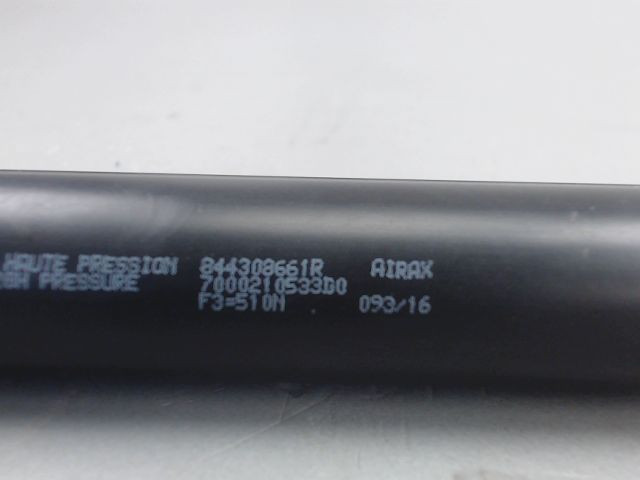 HAUTE PRESSION 844308661R AIRAX
PRESSURE 7000210533D0
F3=510N 093/16